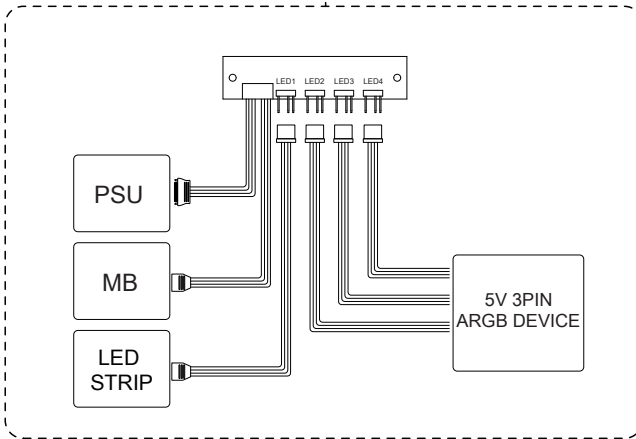 LED1 LED2 LED3 LED4
PSU
MB
LED
STRIP
5V 3PIN
ARGB DEVICE